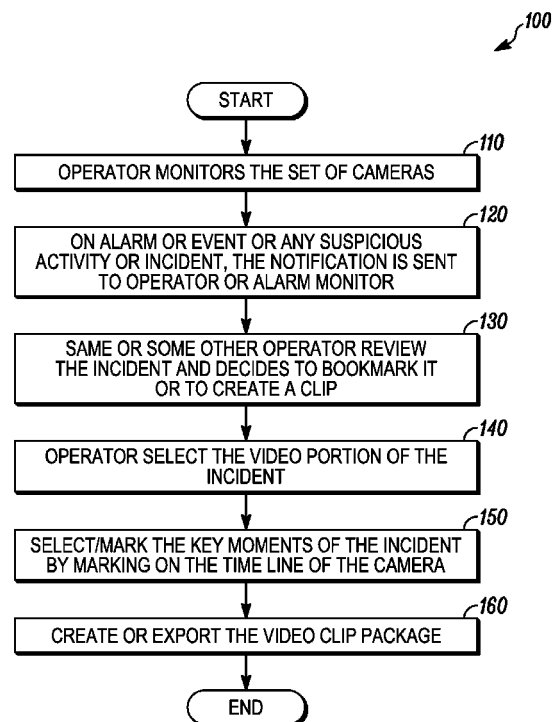 100
START
110
OPERATOR MONITORS THE SET OF CAMERAS
120
ON ALARM OR EVENT OR ANY SUSPICIOUS
ACTIVITY OR INCIDENT, THE NOTIFICATION IS SENT
TO OPERATOR OR ALARM MONITOR
130
SAME OR SOME OTHER OPERATOR REVIEW
THE INCIDENT AND DECIDES TO BOOKMARK IT
OR TO CREATE A CLIP
140
OPERATOR SELECT THE VIDEO PORTION OF THE
INCIDENT
150
SELECT/MARK THE KEY MOMENTS OF THE INCIDENT
BY MARKING ON THE TIME LINE OF THE CAMERA
160
CREATE OR EXPORT THE VIDEO CLIP PACKAGE
END